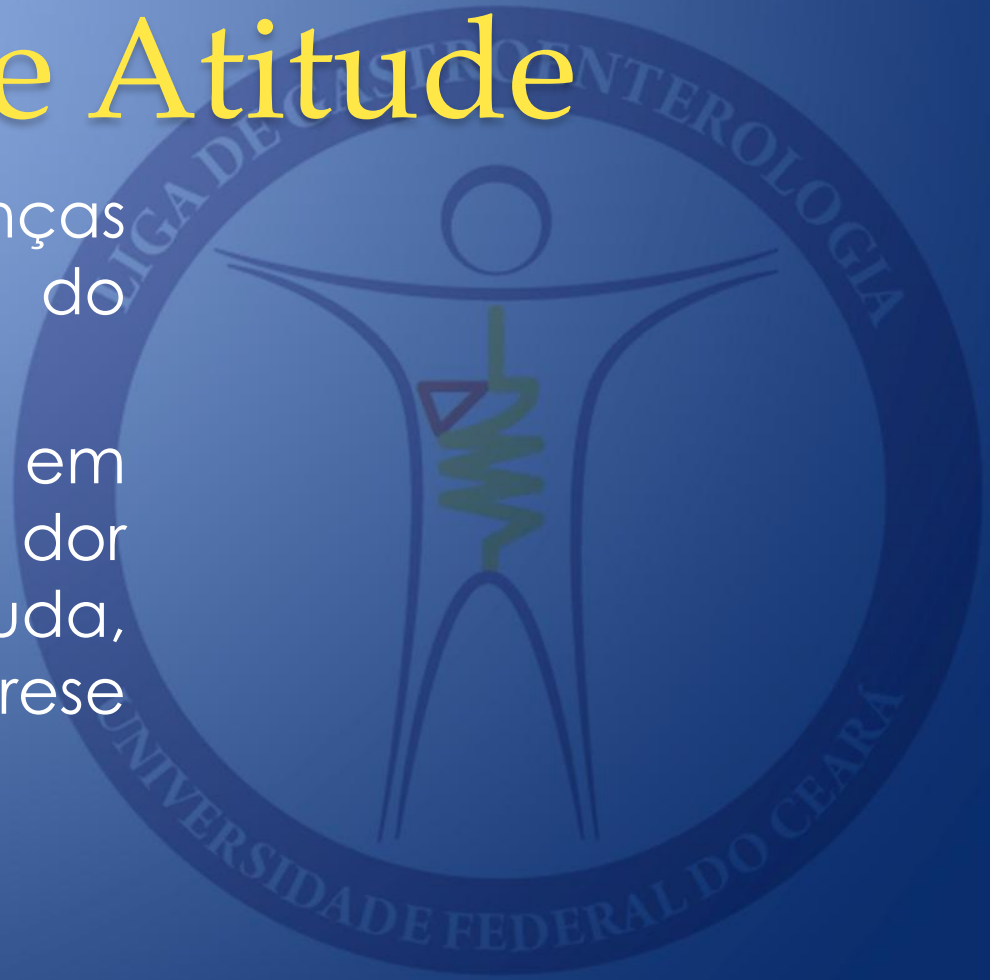 e Atitude
nças
do
em
dor
uda,
rese
LIGA DE GASTROENTEROLOGIA
UNIVERSIDADE FEDERAL DO CEARÁ